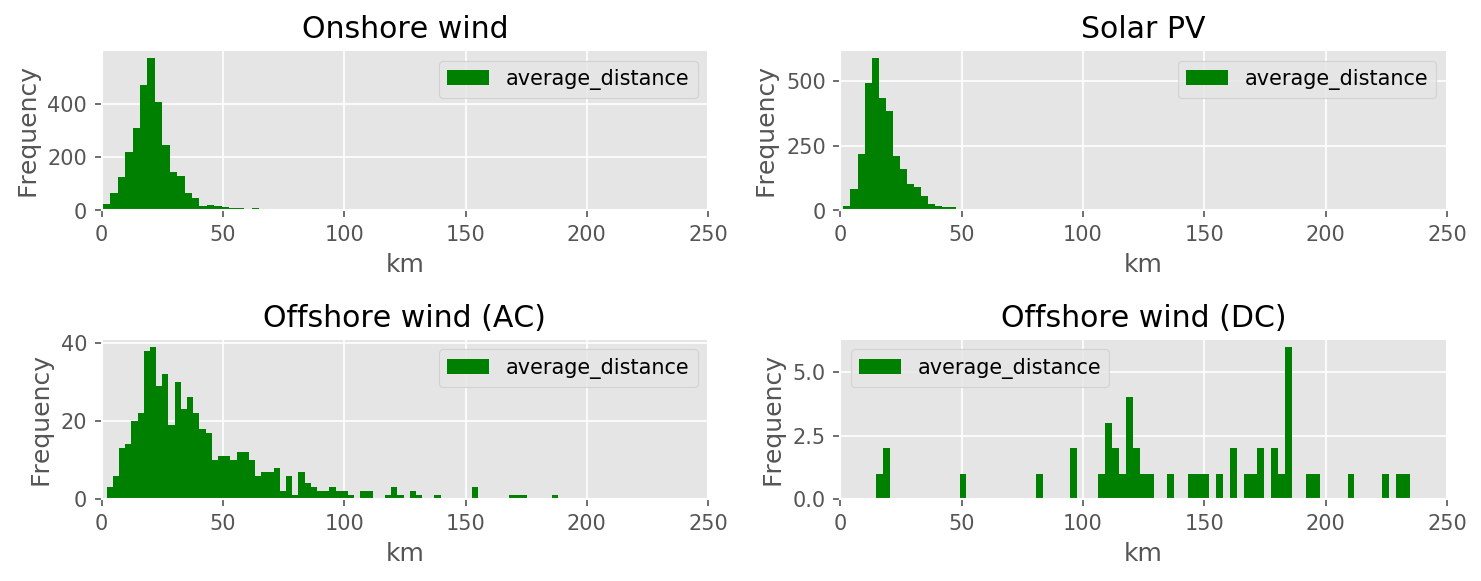 Onshore wind
Frequency
400
200
0
average_distance
0 50 100 150 200 250
km
Solar PV
Frequency
500
250
0
average_distance
0 50 100 150 200 250
km
Offshore wind (AC)
Frequency
40
20
0
average_distance
0 50 100 150 200 250
km
Offshore wind (DC)
Frequency
5.0
2.5
0.0
average_distance
0 50 100 150 200 250
km